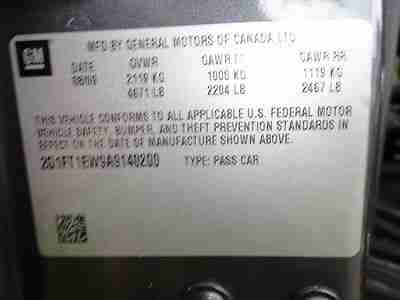 GM
MFD BY GENERAL MOTORS OF CANADA LTD
DATE GVWR GAWR FT GAWR RR
2119 KG 1000 KG 1119 KG
4671 LB 2204 LB 2467 LB
THIS VEHICLE CONFORMS TO ALL APPLICABLE U.S. FEDERAL MOTOR
VEHICLE SAFETY, BUMPER, AND THEFT PREVENTION STANDARDS IN
EFFECT ON THE DATE OF MANUFACTURE SHOWN ABOVE.
2G1FT1EW9A9140200 TYPE: PASS CAR